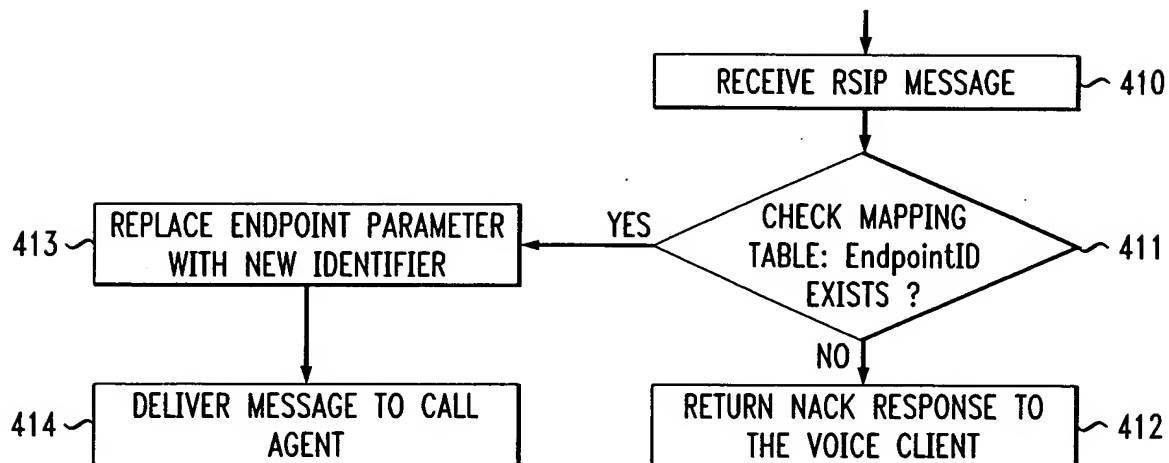 RECEIVE RSIP MESSAGE
410
CHECK MAPPING
TABLE: EndpointID
EXISTS ?
411
YES
REPLACE ENDPOINT PARAMETER
WITH NEW IDENTIFIER
413
NO
DELIVER MESSAGE TO CALL
AGENT
414
RETURN NACK RESPONSE TO
THE VOICE CLIENT
412